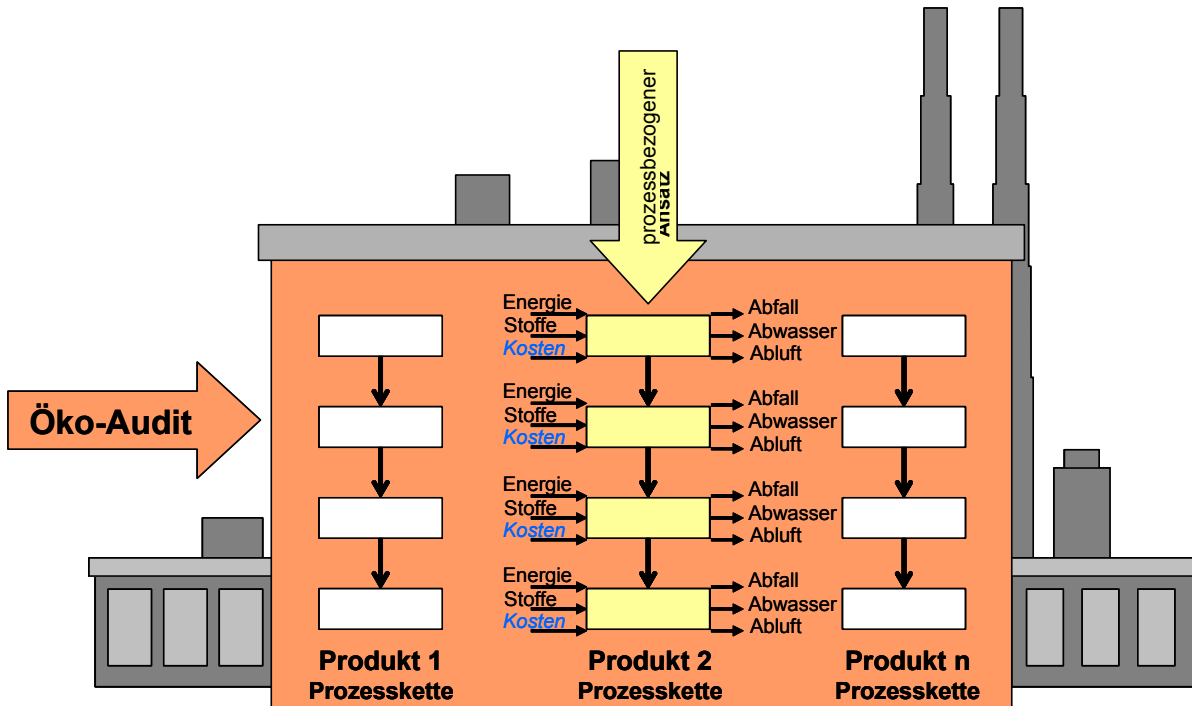 prozessbezogener
Ansatz
Öko-Audit
Energie
Stoffe
Kosten
Abfall
Abwasser
Abluft
Energie
Stoffe
Kosten
Abfall
Abwasser
Abluft
Energie
Stoffe
Kosten
Abfall
Abwasser
Abluft
Energie
Stoffe
Kosten
Abfall
Abwasser
Abluft
Produkt 1
Prozesskette
Produkt 2
Prozesskette
Produkt n
Prozesskette